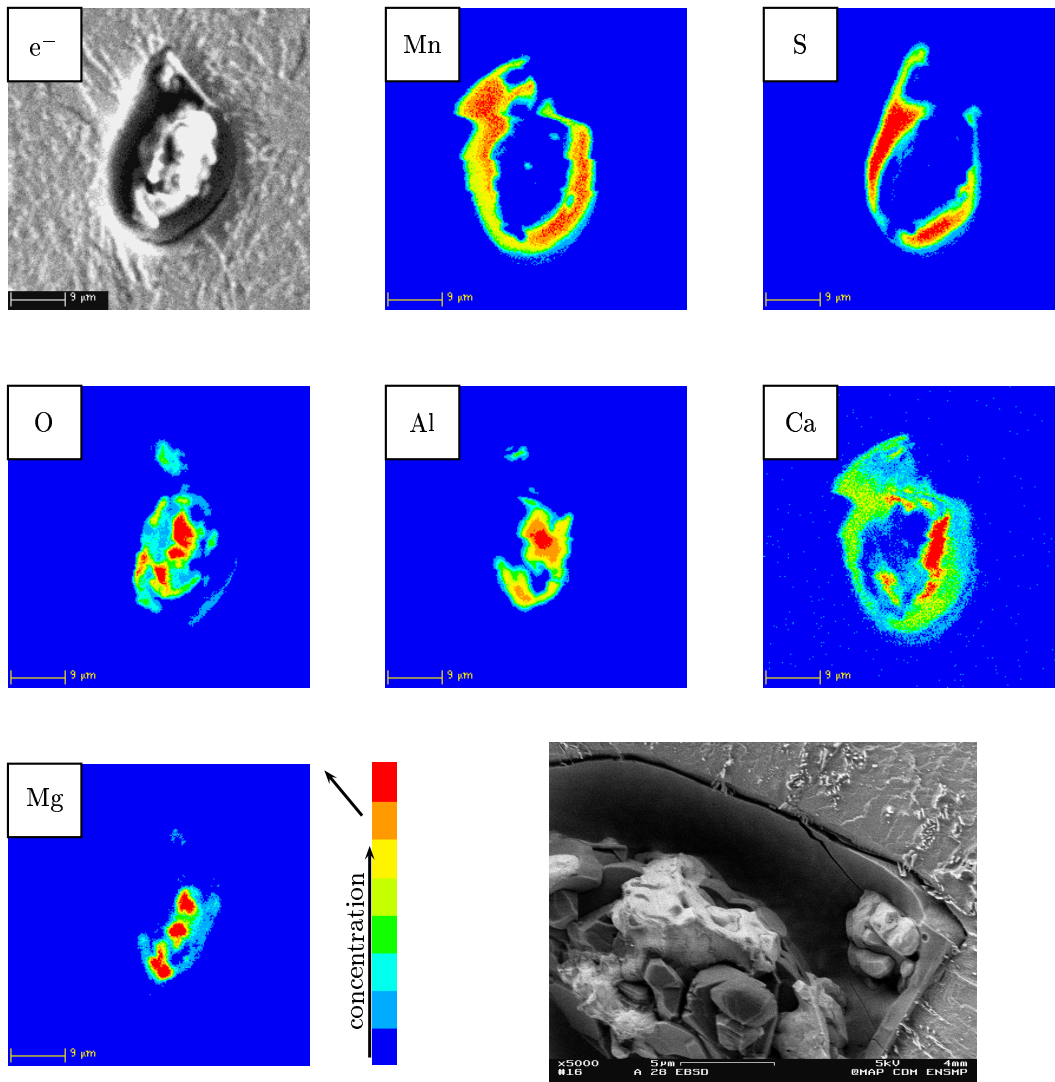 e−
Mn
S
9 µm
9 µm
9 µm
O
Al
Ca
9 µm
9 µm
9 µm
Mg
concentration
9 µm
x5000
5µm
5kV
4mm
#16
A 28 EBSD
@MAP CDM ENSMP